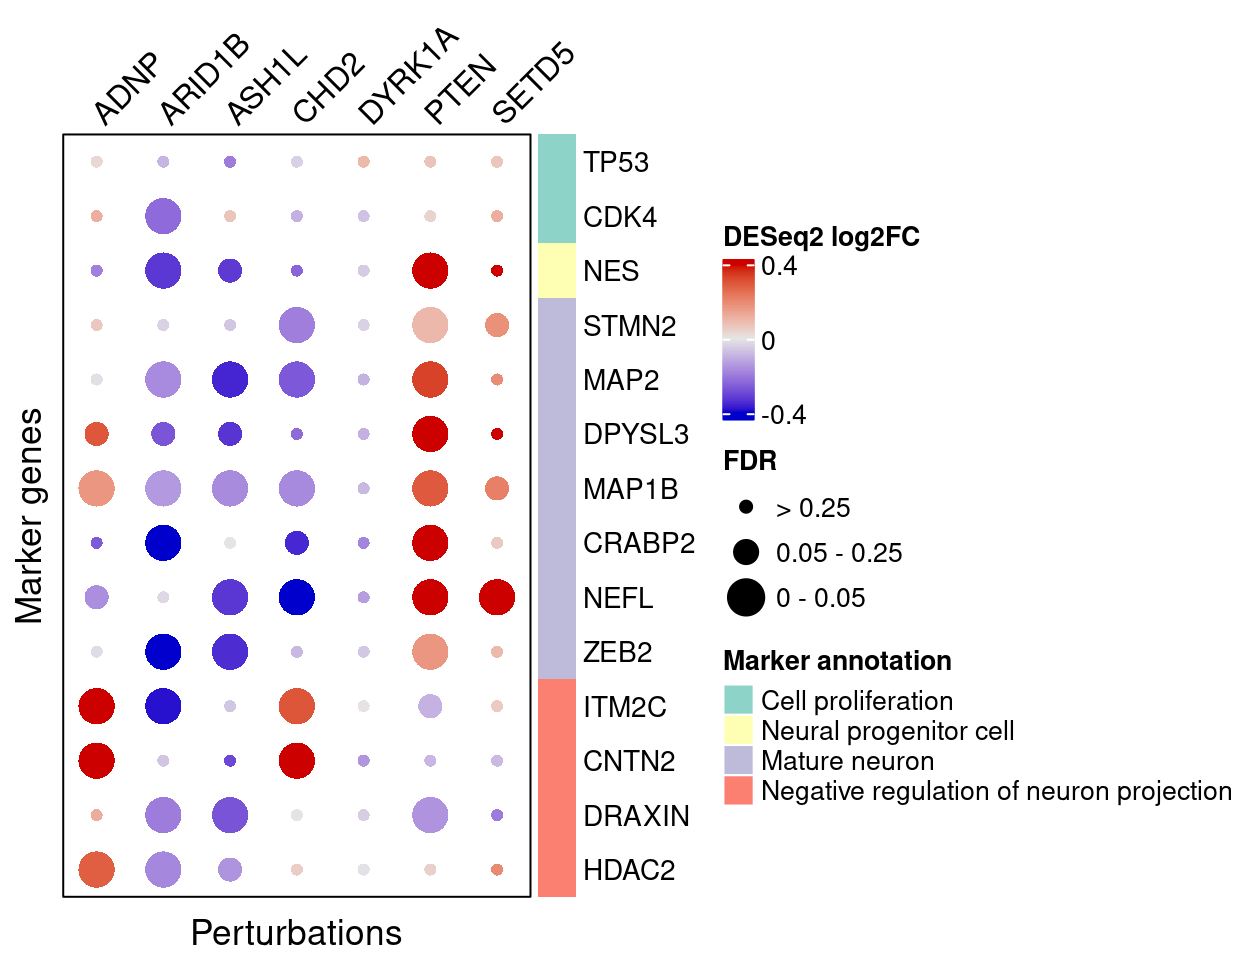 ADNP
ARID1B
ASH1L
CHD2
DYRK1A
PTEN
SETD5
TP53
CDK4
NES
STMN2
MAP2
DPYSL3
MAP1B
CRABP2
NEFL
ZEB2
ITM2C
CNTN2
DRAXIN
HDAC2
Marker genes
Perturbations
DESeq2 log2FC
0.4
0
-0.4
FDR
> 0.25
0.05 - 0.25
0 - 0.05
Marker annotation
Cell proliferation
Neural progenitor cell
Mature neuron
Negative regulation of neuron projection